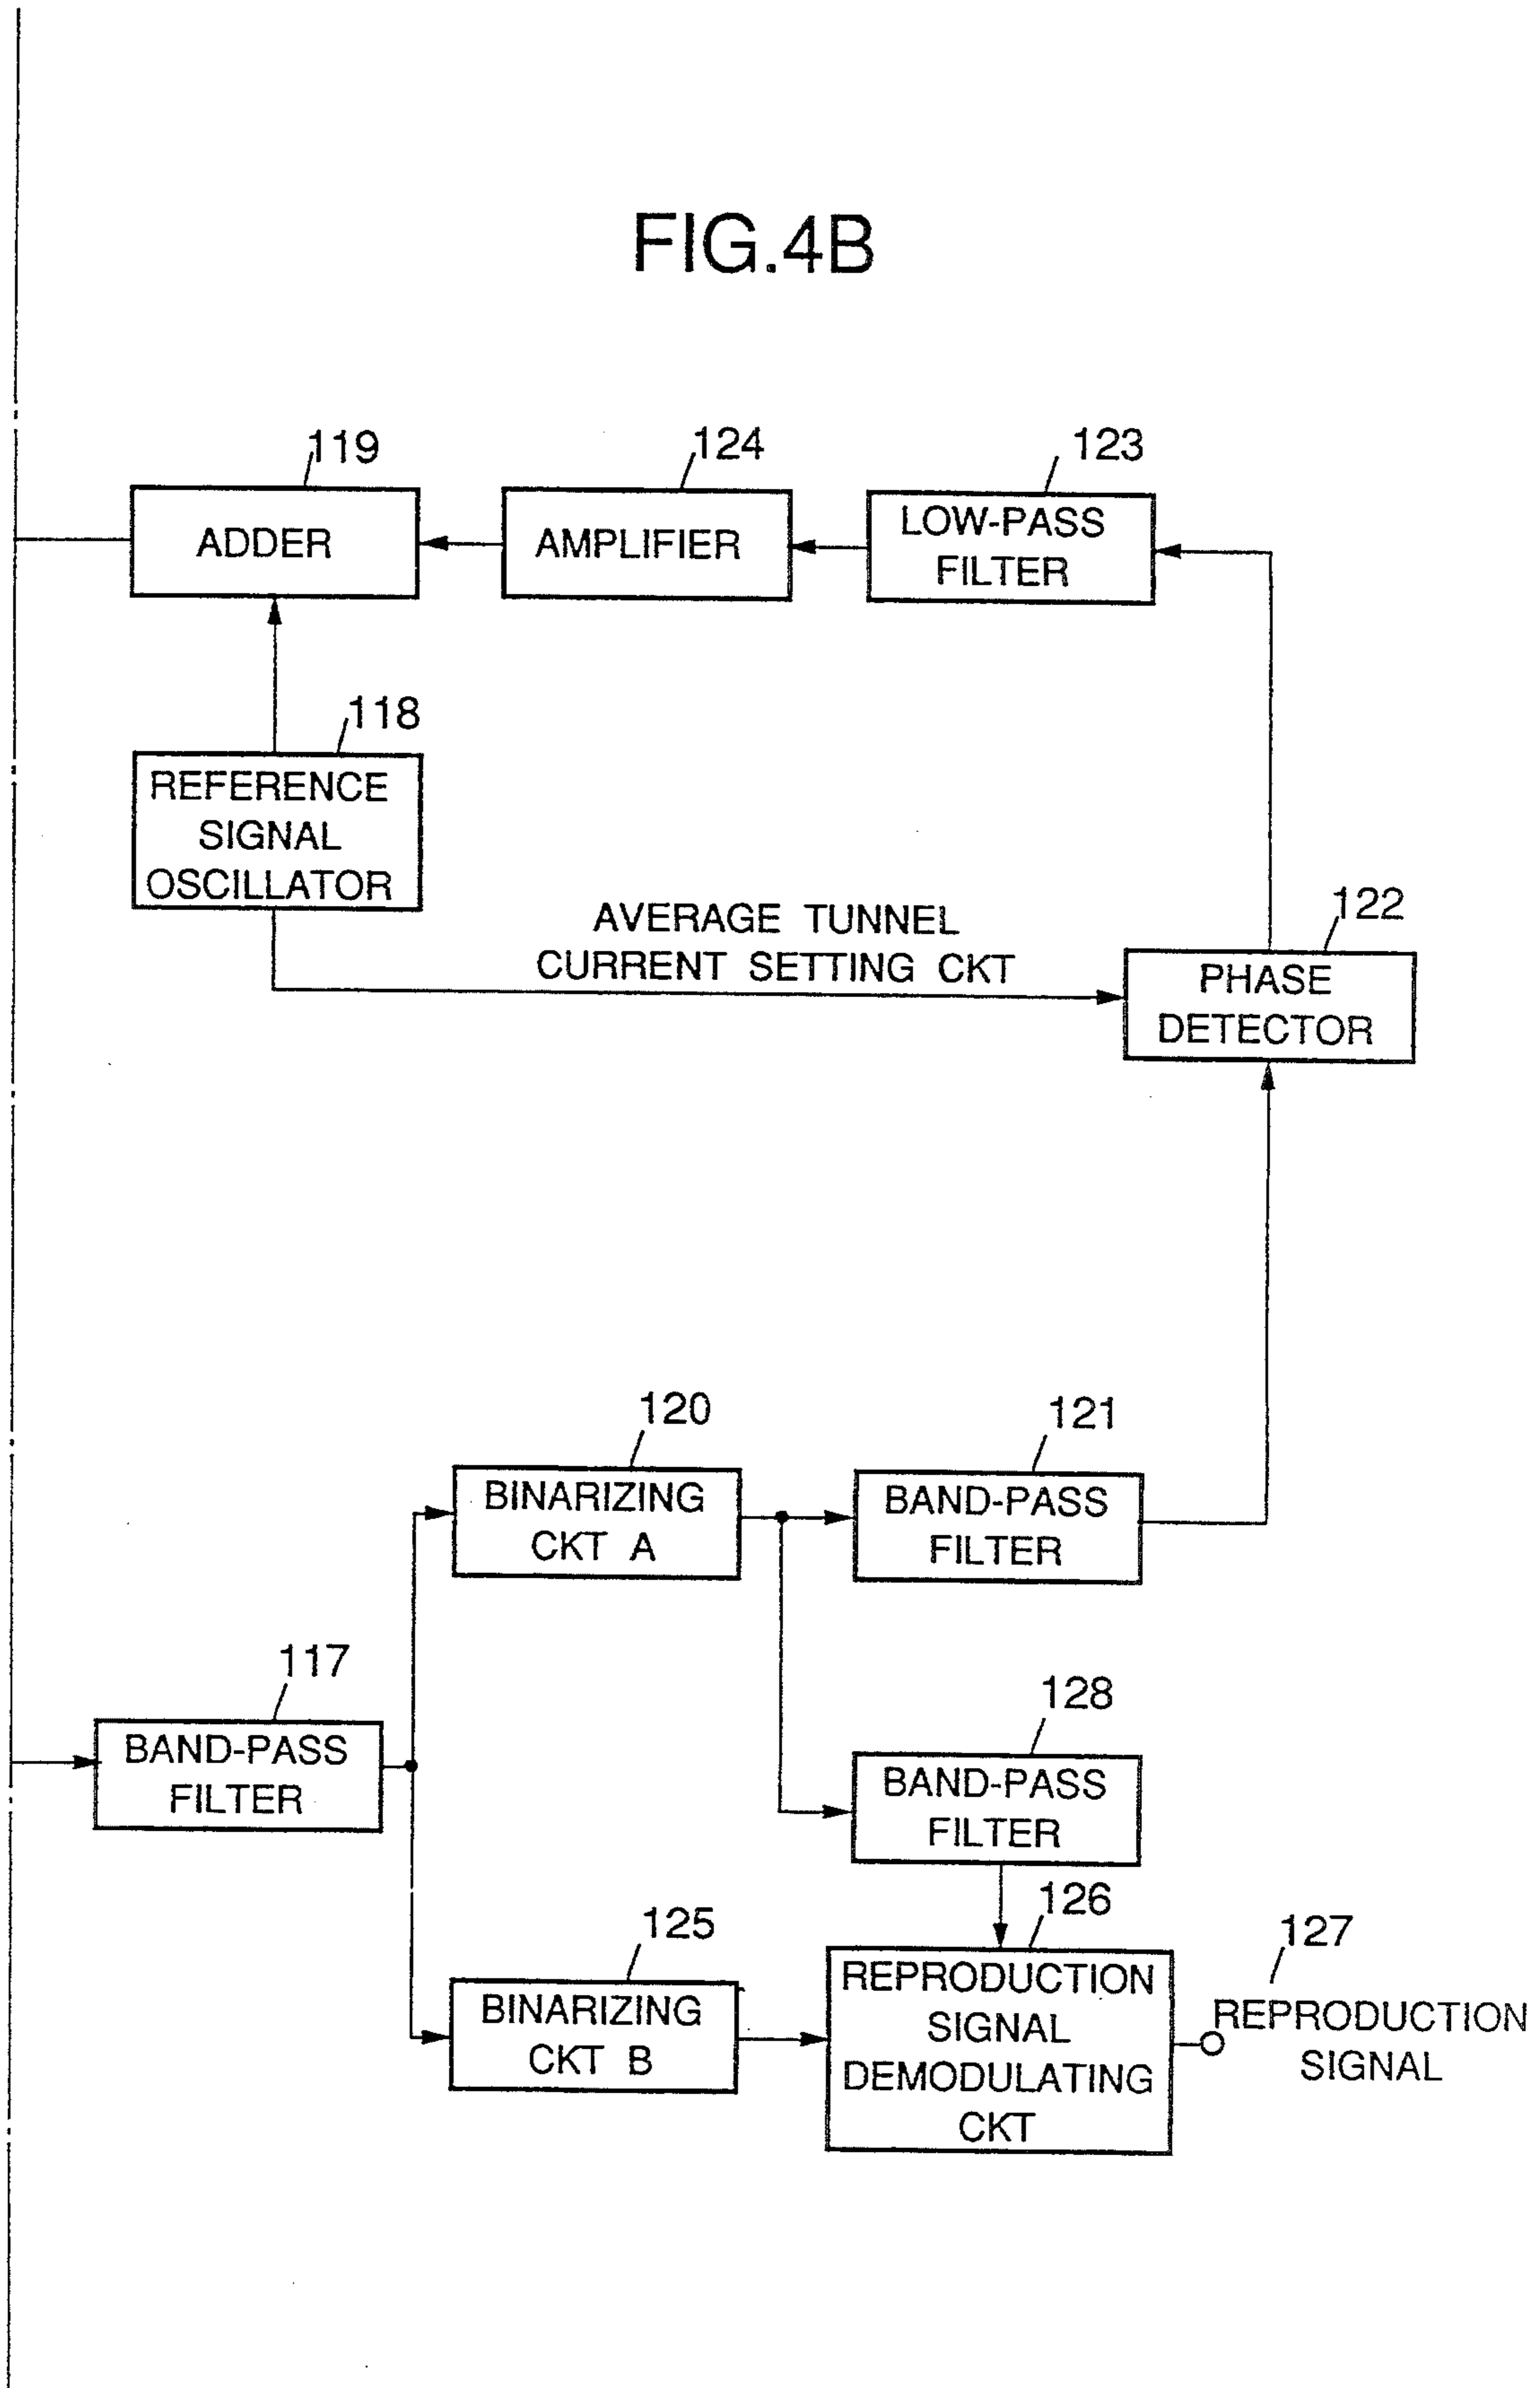 FIG.4B
119
124
123
ADDER
AMPLIFIER
LOW-PASS
FILTER
118
REFERENCE
SIGNAL
OSCILLATOR
AVERAGE TUNNEL
CURRENT SETTING CKT
122
PHASE
DETECTOR
120
121
BINARIZING
CKT A
BAND-PASS
FILTER
117
BAND-PASS
FILTER
128
BAND-PASS
FILTER
125
BINARIZING
CKT B
126
REPRODUCTION
SIGNAL
DEMODULATING
CKT
127
REPRODUCTION
SIGNAL